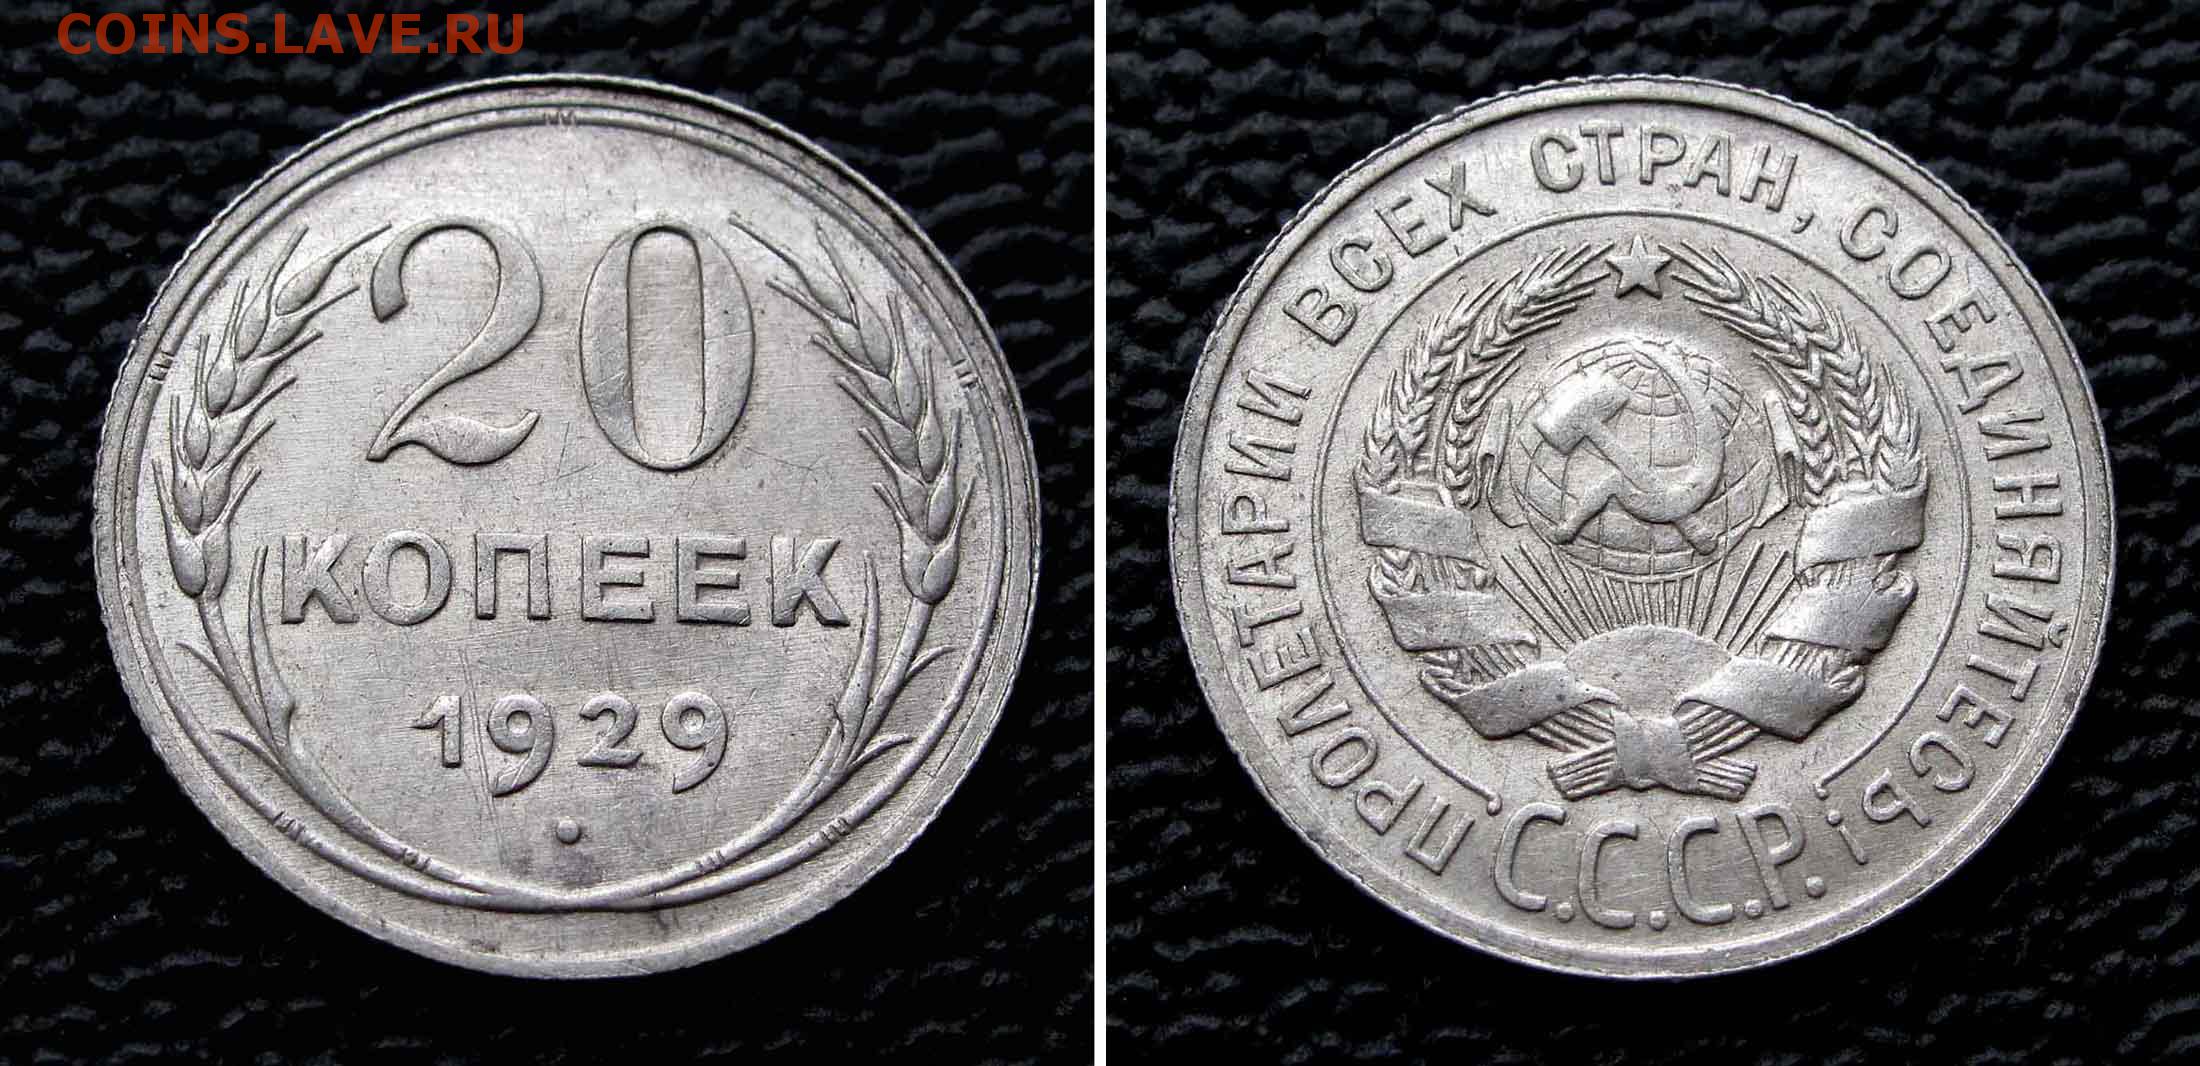 COINS.LAVE.RU
20
КОПЕЕК
1929
ПРОЛЕТАРИИ ВСЕХ СТРАН, СОЕДИНЯЙТЕСЬ!
С.С.С.Р.